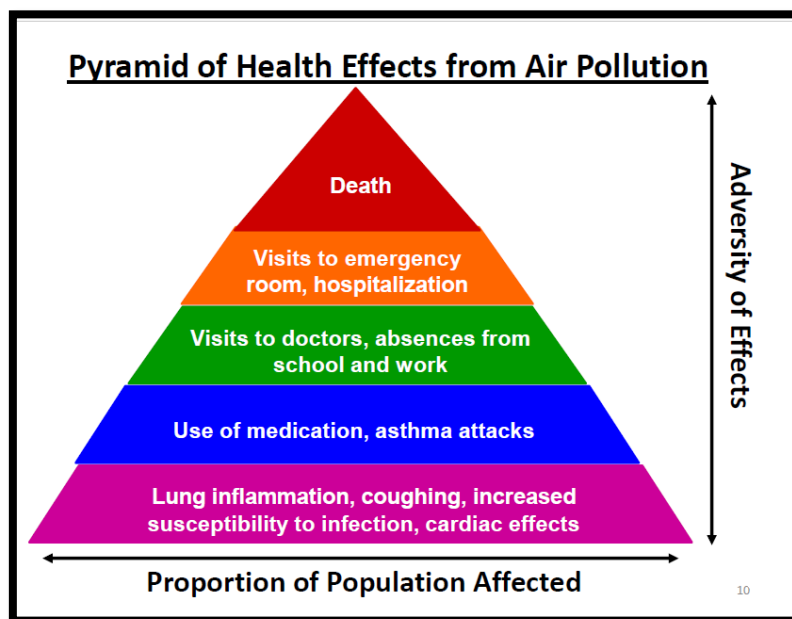 Pyramid of Health Effects from Air Pollution
Death
Visits to emergency
room, hospitalization
Visits to doctors, absences from
school and work
Use of medication, asthma attacks
Lung inflammation, coughing, increased
susceptibility to infection, cardiac effects
Adversity of Effects
Proportion of Population Affected
10